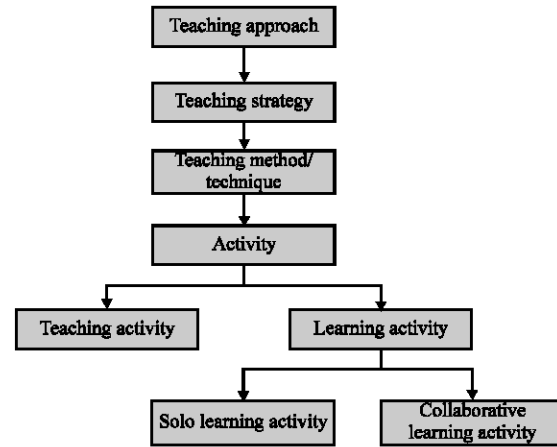 Teaching approach
Teaching strategy
Teaching method/
technique
Activity
Teaching activity
Learning activity
Solo learning activity
Collaborative
learning activity